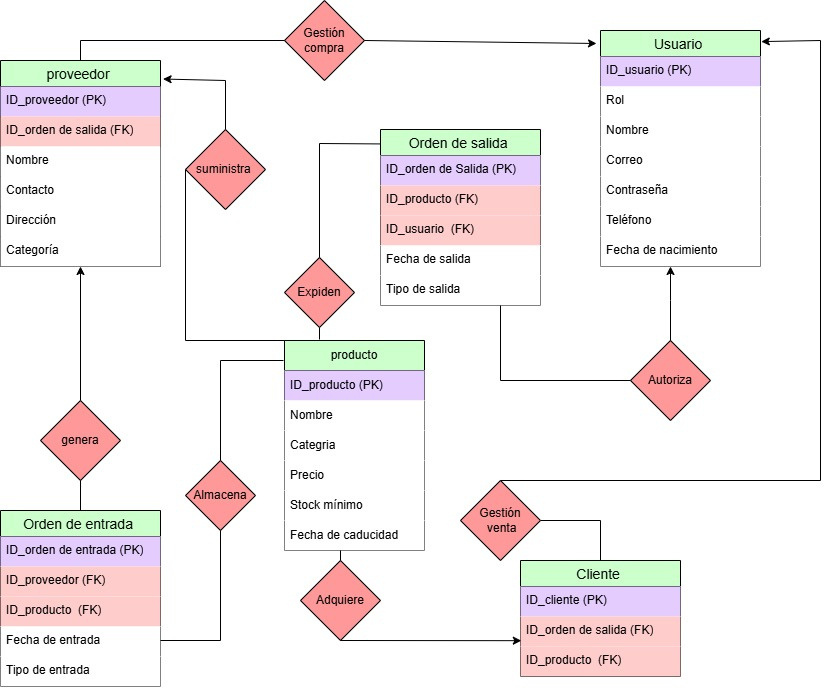 Gestión
compra
proveedor
ID_proveedor (PK)
ID_orden de salida (FK)
Nombre
Contacto
Dirección
Categoría
suministra
Orden de salida
ID_orden de Salida (PK)
ID_producto (FK)
ID_usuario  (FK)
Fecha de salida
Tipo de salida
Usuario
ID_usuario (PK)
Rol
Nombre
Correo
Contraseña
Teléfono
Fecha de nacimiento
Expiden
producto
ID_producto (PK)
Nombre
Categria
Precio
Stock mínimo
Fecha de caducidad
Autoriza
genera
Almacena
Orden de entrada
ID_orden de entrada (PK)
ID_proveedor (FK)
ID_producto  (FK)
Fecha de entrada
Tipo de entrada
Adquiere
Gestión
venta
Cliente
ID_cliente (PK)
ID_orden de salida (FK)
ID_producto  (FK)